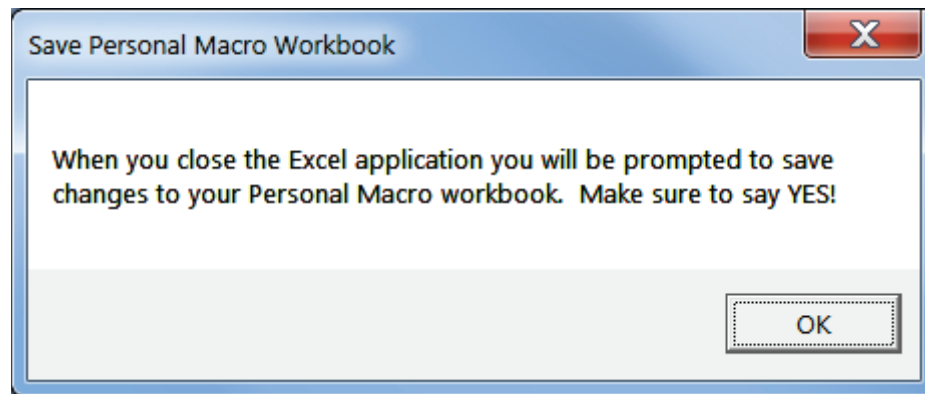 Save Personal Macro Workbook
When you close the Excel application you will be prompted to save
changes to your Personal Macro workbook.  Make sure to say YES!
OK